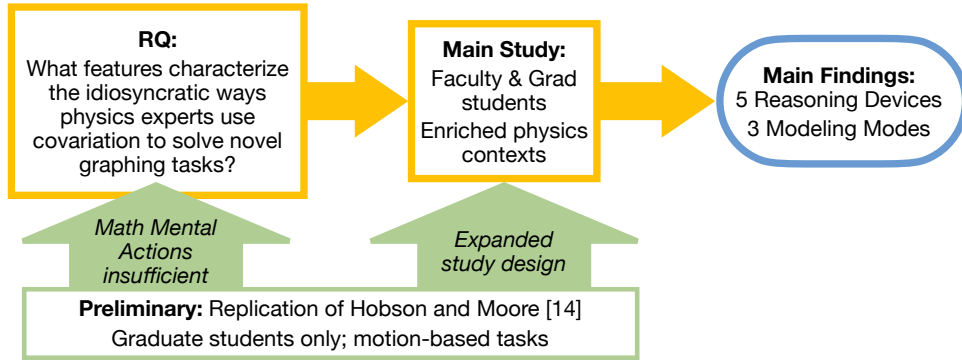 RQ:
What features characterize
the idiosyncratic ways
physics experts use
covariation to solve novel
graphing tasks?
Main Study:
Faculty & Grad
students
Enriched physics
contexts
Main Findings:
5 Reasoning Devices
3 Modeling Modes
Math Mental
Actions
insufficient
Expanded
study design
Preliminary: Replication of Hobson and Moore [14]
Graduate students only; motion-based tasks